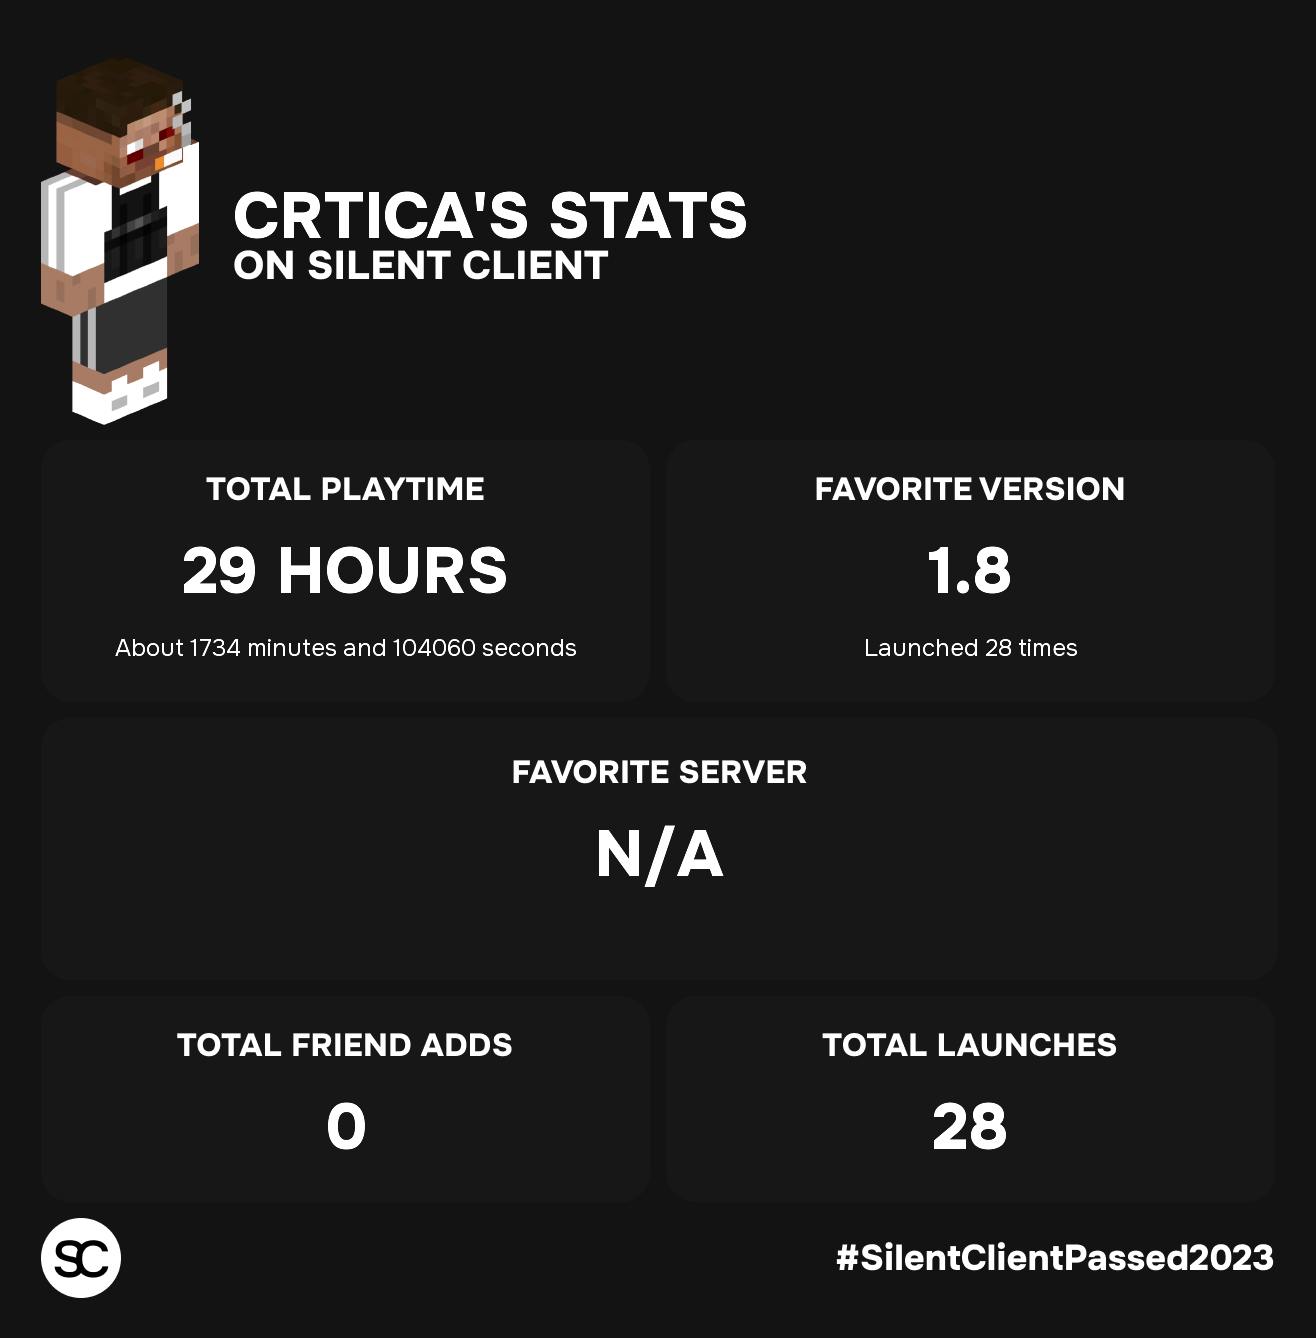 CRTICA'S STATS
ON SILENT CLIENT
TOTAL PLAYTIME
29 HOURS
About 1734 minutes and 104060 seconds
FAVORITE VERSION
1.8
Launched 28 times
FAVORITE SERVER
N/A
TOTAL FRIEND ADDS
0
TOTAL LAUNCHES
28
SC
#SilentClientPassed2023